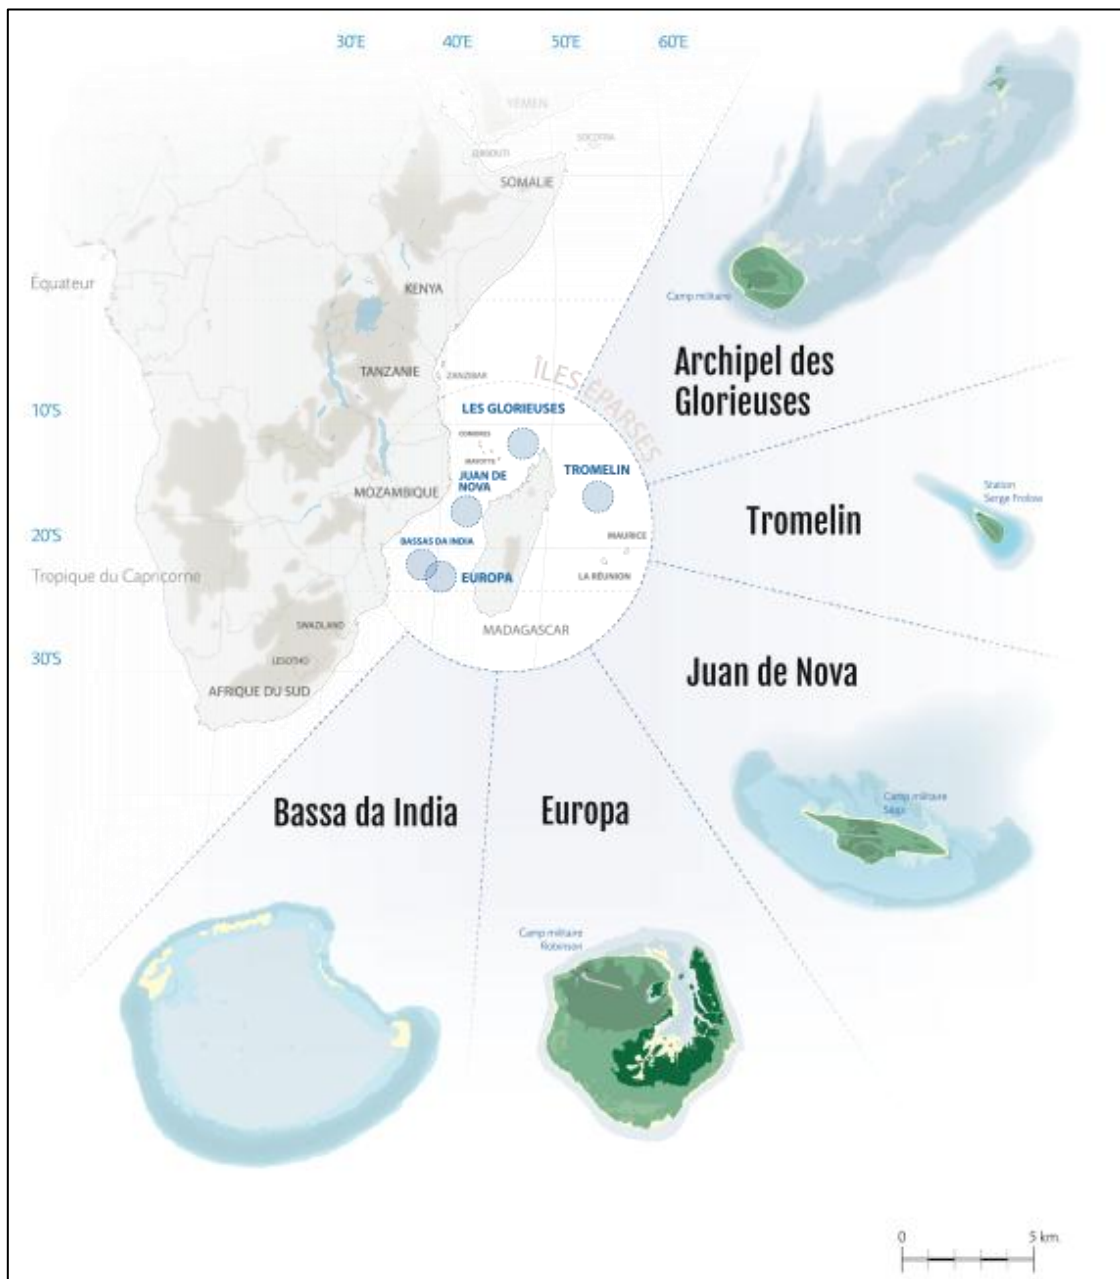 30°E 40°E 50°E 60°E
YEMEN
SOCOTRA
DJIBOUTI
SOMALIE
Équateur
KENYA
Camp militaire
TANZANIE
ZANZIBAR
ÎLES ÉPARSES
Archipel des
Glorieuses
10°S
LES GLORIEUSES
COMORES
MAYOTTE
JUAN DE
NOVA
TROMELIN
MOZAMBIQUE
Station
Serge Frolow
Tromelin
20°S
BASSAS DA INDIA
MAURICE
Tropique du Capricorne
EUROPA
LA RÉUNION
SWAZILAND
MADAGASCAR
30°S
LESOTHO
AFRIQUE DU SUD
Juan de Nova
Camp militaire
Bassa da India
Europa
Camp militaire
Robinson
0 5 km